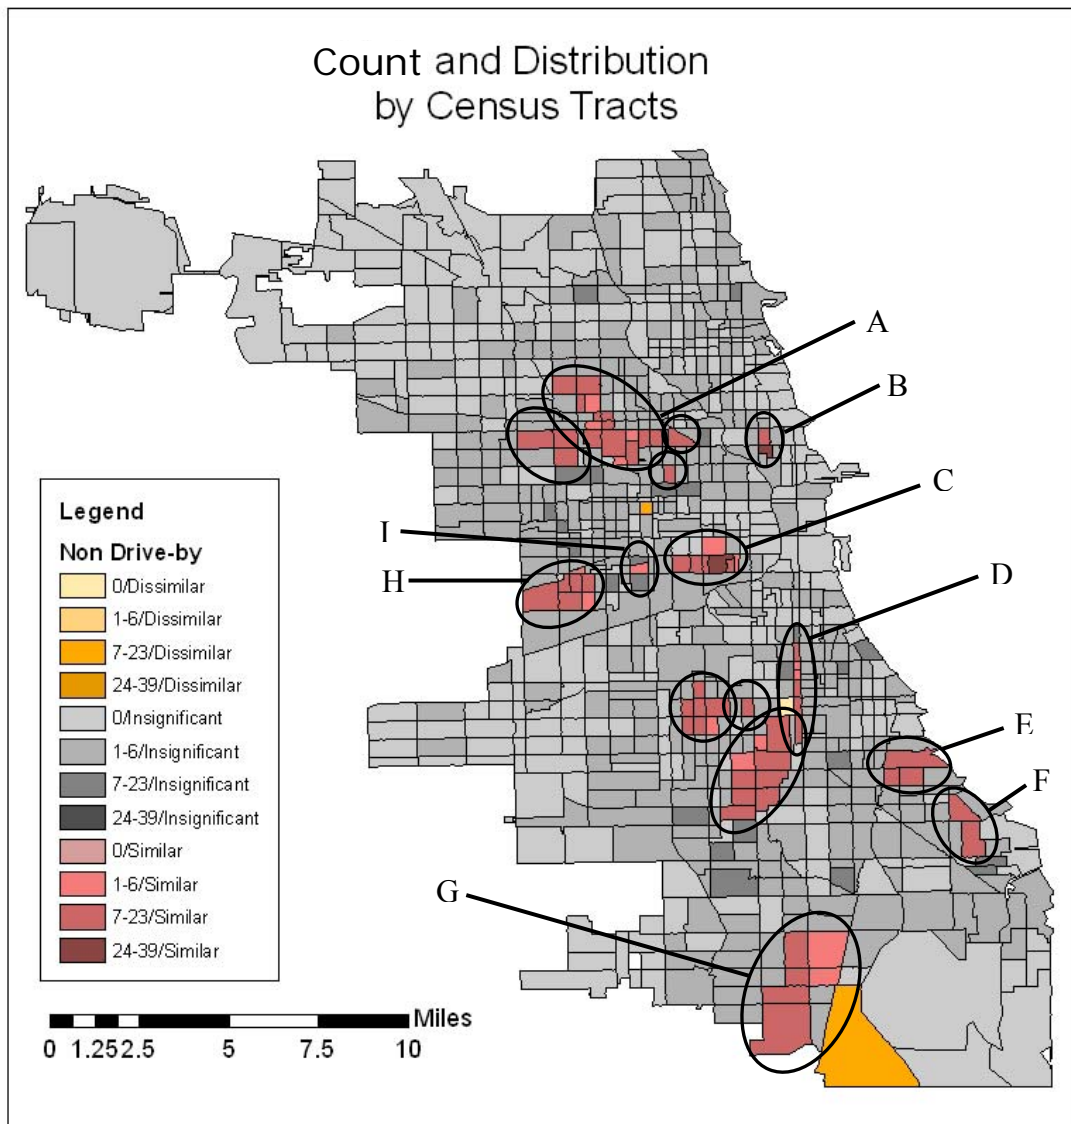 Count and Distribution
by Census Tracts
A
B
C
I
H
D
E
F
G
Legend
Non Drive-by
0/Dissimilar
1-6/Dissimilar
7-23/Dissimilar
24-39/Dissimilar
0/Insignificant
1-6/Insignificant
7-23/Insignificant
24-39/Insignificant
0/Similar
1-6/Similar
7-23/Similar
24-39/Similar
Miles
0 1.25 2.5 5 7.5 10